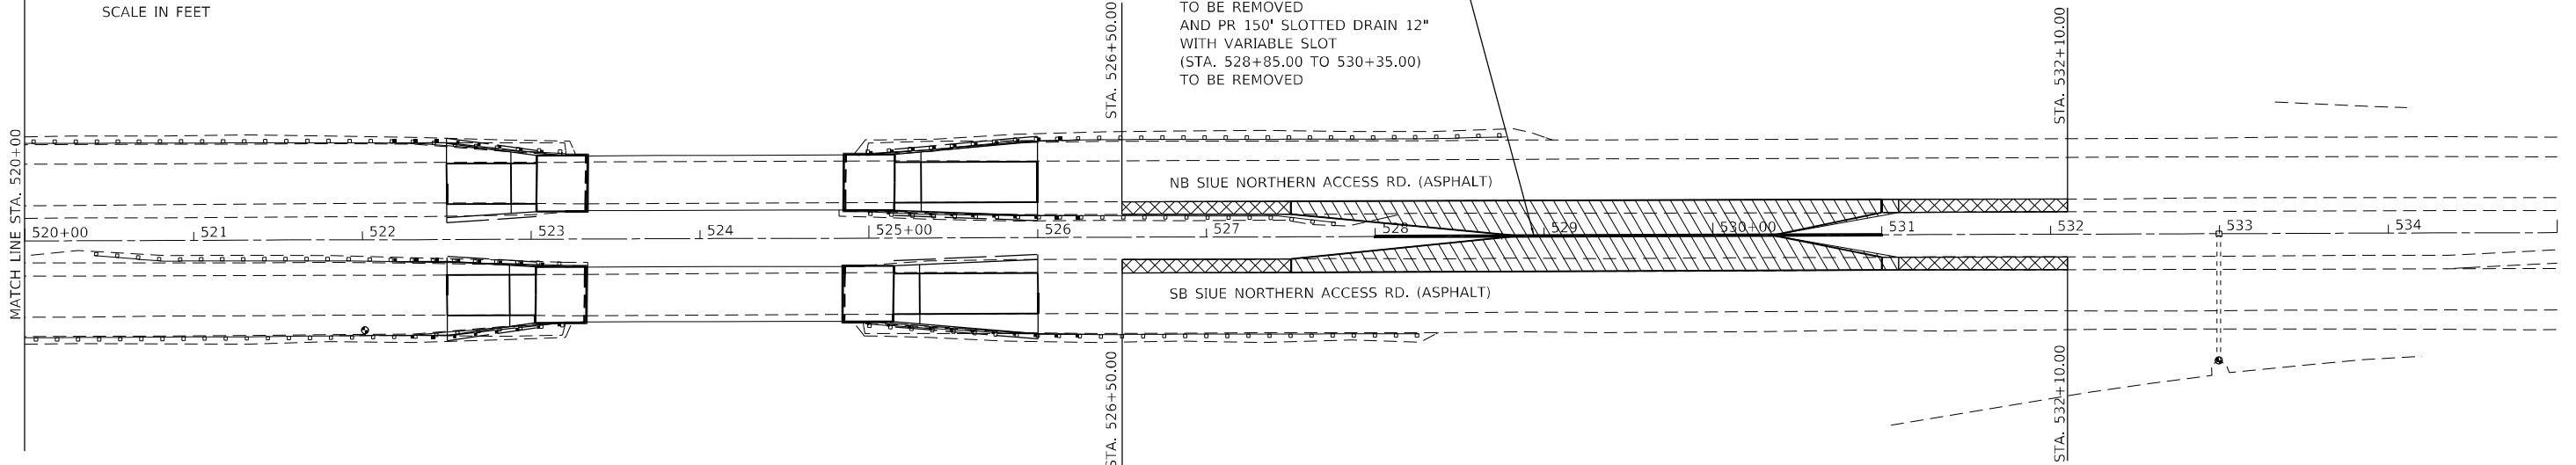 SCALE IN FEET
TO BE REMOVED
AND PR 150' SLOTTED DRAIN 12"
WITH VARIABLE SLOT
(STA. 528+85.00 TO 530+35.00)
TO BE REMOVED
STA. 526+50.00
STA. 532+10.00
MATCH LINE STA. 520+00
NB SIUE NORTHERN ACCESS RD. (ASPHALT)
520+00 521 522 523 524 525+00 526 527 528 529 530+00 531 532 533 534
SB SIUE NORTHERN ACCESS RD. (ASPHALT)
STA. 526+50.00
STA. 532+10.00